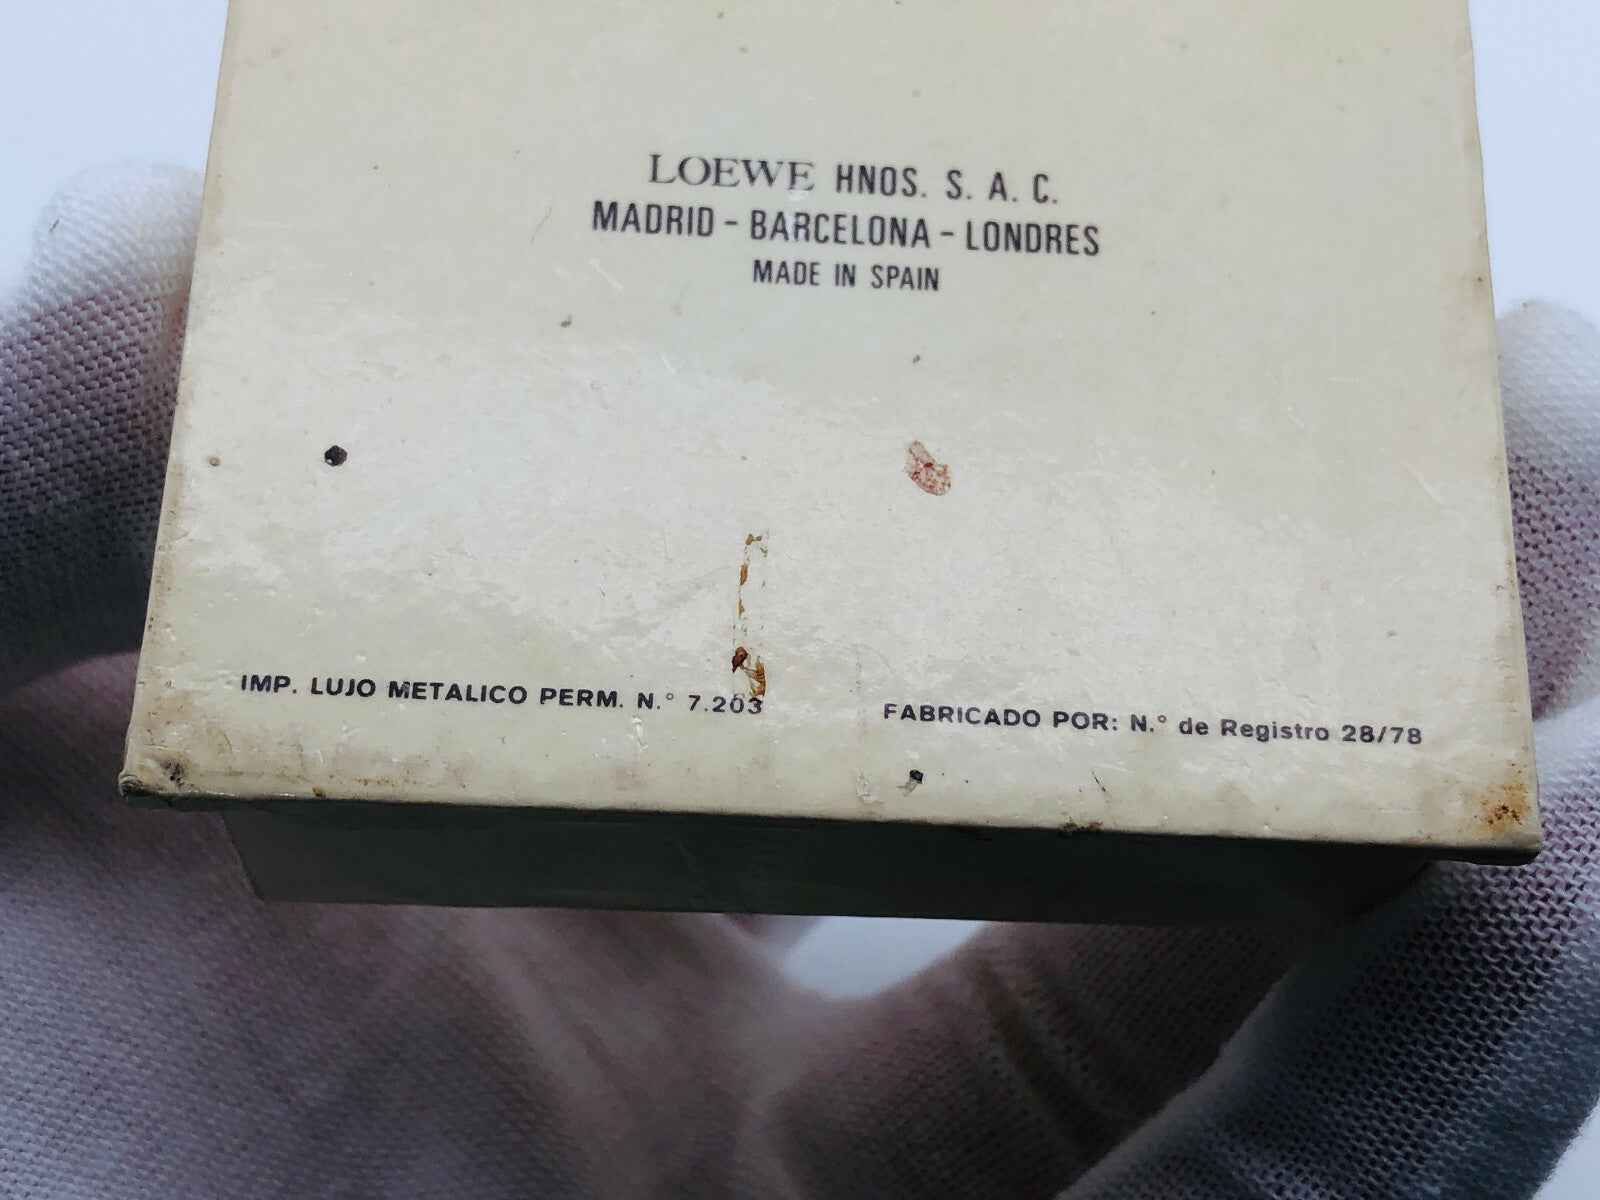 LOEWE HNOS. S. A. C.
MADRID - BARCELONA - LONDRES
MADE IN SPAIN
IMP. LUJO METALICO PERM. N.° 7.203
FABRICADO POR: N.° de Registro 28/78